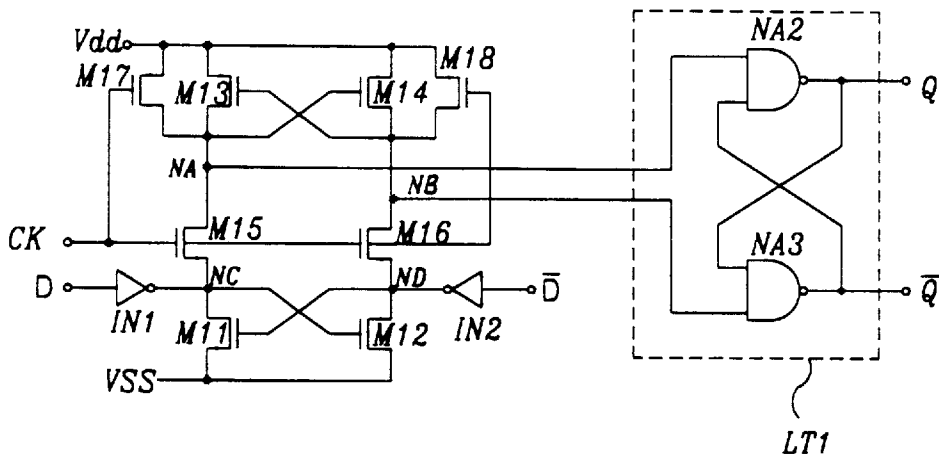 NA2
Vdd
M18
M17
M13
M14
Q
NA
NB
CK
M15
M16
NA3
D
NC
ND
D̅
Q̅
IN1
M11
M12
IN2
VSS
LT1